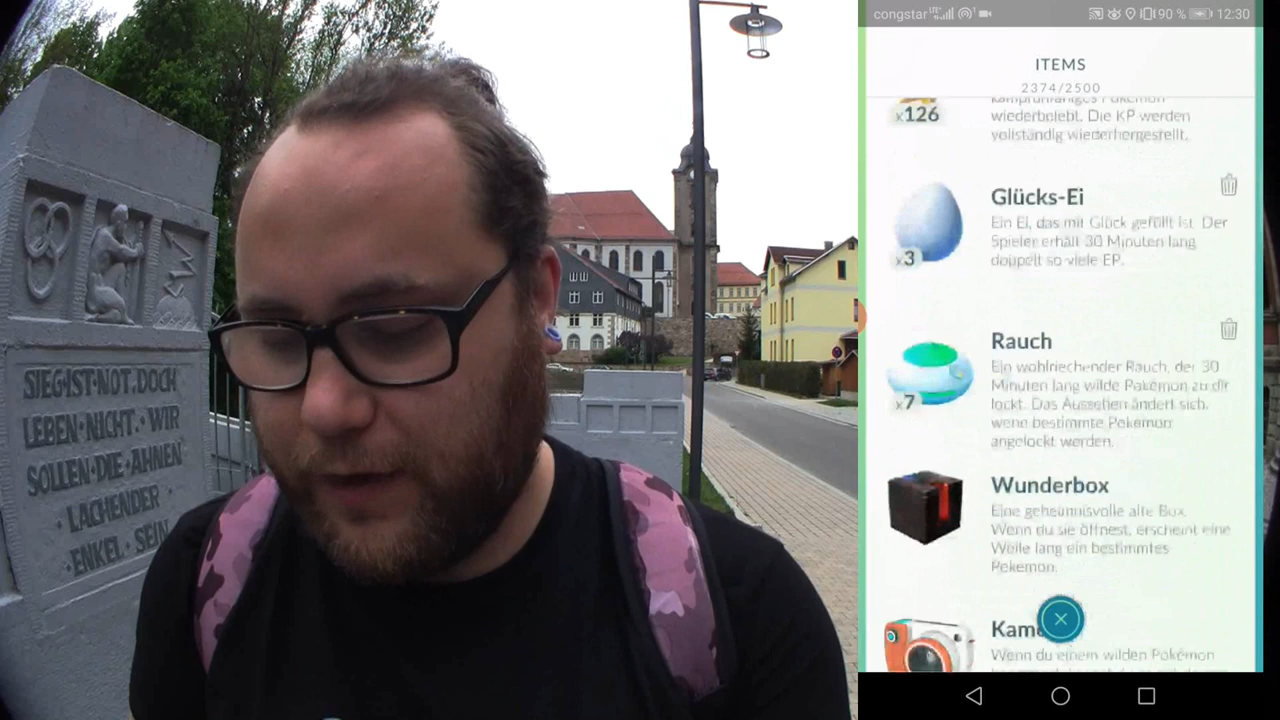 SIEG·IST·NOT·DOCH
LEBEN·NICHT·WIR
SOLLEN·DIE·AHNEN
·LACHENDER
·ENKEL·SEIN
congstar
90 %
12:30
ITEMS
2374/2500
x126
kampfunfähiges Pokémon
wiederbelebt. Die KP werden
vollständig wiederhergestellt.
Glücks-Ei
x3
Ein Ei, das mit Glück gefüllt ist. Der
Spieler erhält 30 Minuten lang
doppelt so viele EP.
Rauch
x7
Ein wohlriechender Rauch, der 30
Minuten lang wilde Pokémon zu dir
lockt. Das Aussehen ändert sich,
wenn bestimmte Pokémon
angelockt werden.
Wunderbox
Eine geheimnisvolle alte Box.
Wenn du sie öffnest, erscheint eine
Weile lang ein bestimmtes
Pokémon.
Kame
Wenn du einem wilden Pokémon